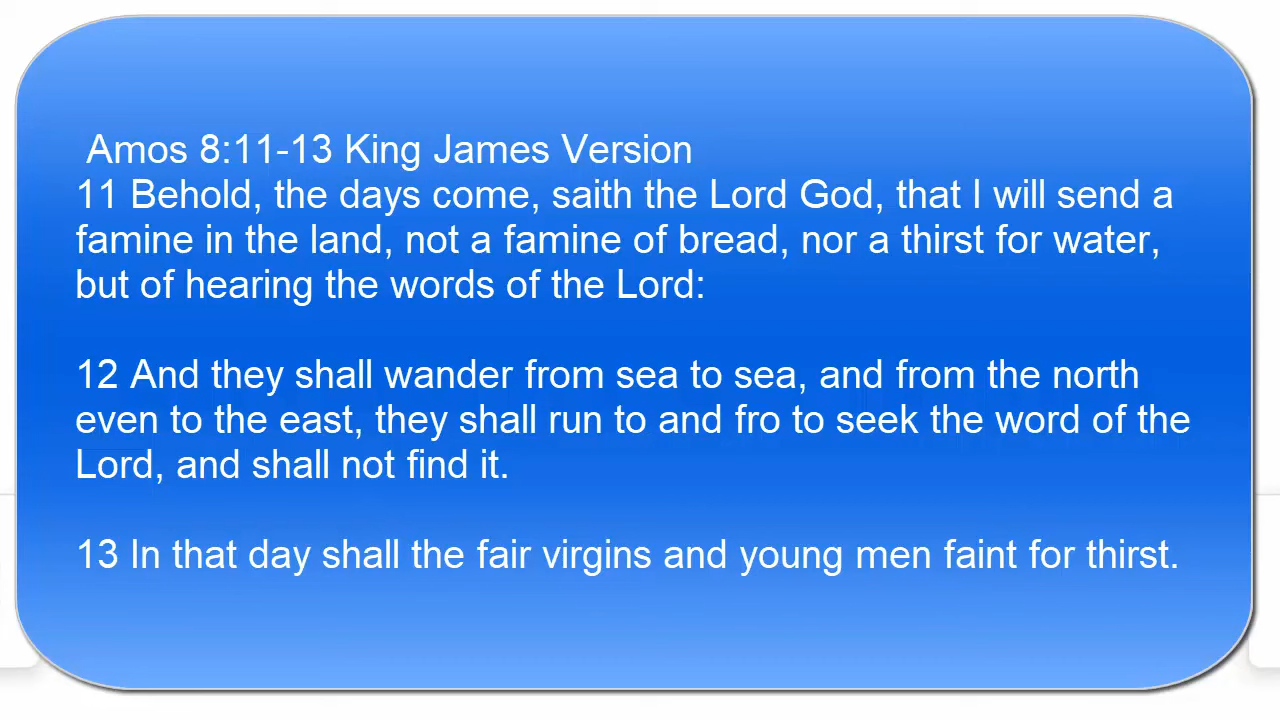 Amos 8:11-13 King James Version
11 Behold, the days come, saith the Lord God, that I will send a
famine in the land, not a famine of bread, nor a thirst for water,
but of hearing the words of the Lord:
12 And they shall wander from sea to sea, and from the north
even to the east, they shall run to and fro to seek the word of the
Lord, and shall not find it.
13 In that day shall the fair virgins and young men faint for thirst.